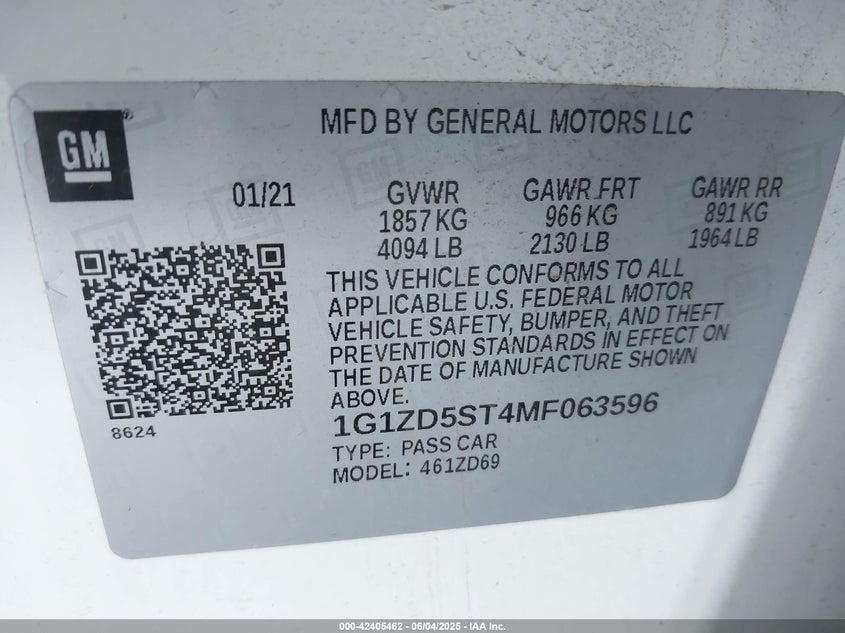 GM
MFD BY GENERAL MOTORS LLC
01/21
GVWR GAWR FRT GAWR RR
1857 KG 966 KG 891 KG
4094 LB 2130 LB 1964 LB
THIS VEHICLE CONFORMS TO ALL
APPLICABLE U.S. FEDERAL MOTOR
VEHICLE SAFETY, BUMPER, AND THEFT
PREVENTION STANDARDS IN EFFECT ON
THE DATE OF MANUFACTURE SHOWN
ABOVE.
8624
1G1ZD5ST4MF063596
TYPE: PASS CAR
MODEL: 461ZD69
000-42405462 - 06/04/2025 - IAA Inc.